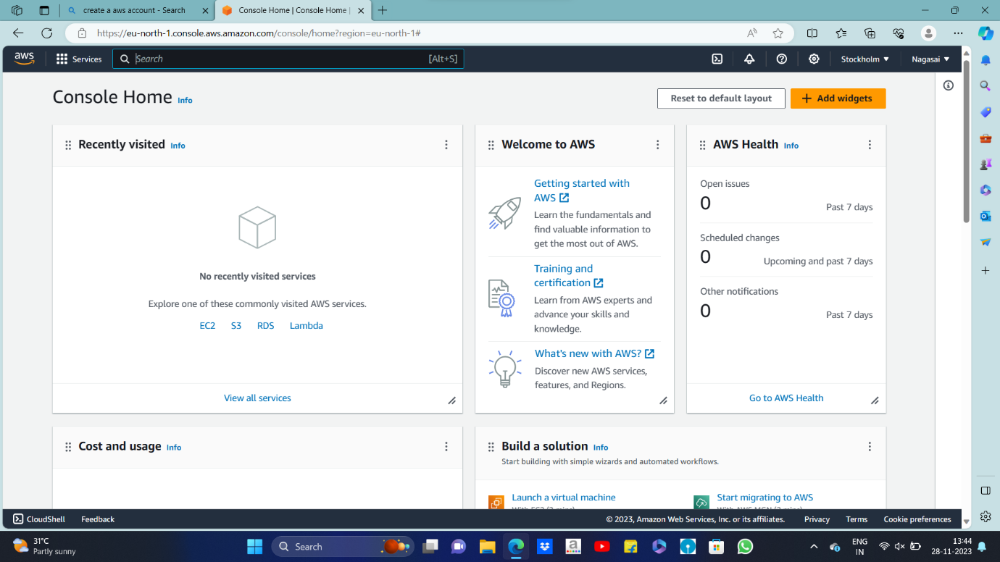 create a aws account - Search
Console Home | Console Home |
https://eu-north-1.console.aws.amazon.com/console/home?region=eu-north-1#
aws
Services
Search
[Alt+S]
Stockholm
Nagasai
Console Home Info
Reset to default layout
Add widgets
Recently visited Info
No recently visited services
Explore one of these commonly visited AWS services.
EC2 S3 RDS Lambda
View all services
Welcome to AWS
Getting started with
AWS
Learn the fundamentals and
find valuable information to
get the most out of AWS.
Training and
certification
Learn from AWS experts and
advance your skills and
knowledge.
What's new with AWS?
Discover new AWS services,
features, and Regions.
AWS Health Info
Open issues
0
Past 7 days
Scheduled changes
0
Upcoming and past 7 days
Other notifications
0
Past 7 days
Go to AWS Health
Cost and usage Info
Build a solution Info
Start building with simple wizards and automated workflows.
Launch a virtual machine
With EC2 (2 mins)
Start migrating to AWS
With AWS MGN (2 mins)
CloudShell
Feedback
© 2023, Amazon Web Services, Inc. or its affiliates.
Privacy
Terms
Cookie preferences
31°C
Partly sunny
Search
ENG
IN
13:44
28-11-2023